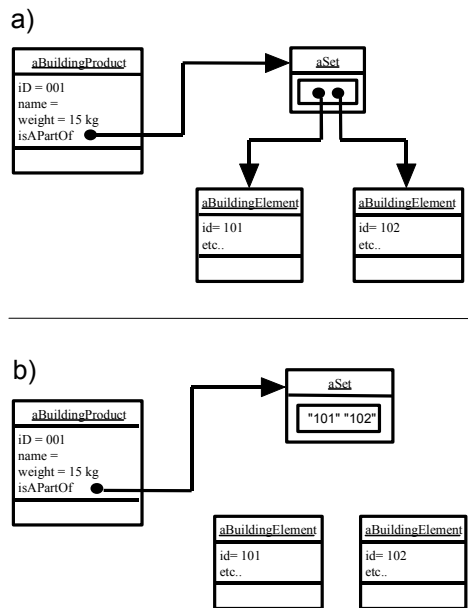 a)
aBuildingProduct
iD = 001
name =
weight = 15 kg
isAPartOf
aSet
aBuildingElement
id= 101
etc..
aBuildingElement
id= 102
etc..
b)
aBuildingProduct
iD = 001
name =
weight = 15 kg
isAPartOf
aSet
"101" "102"
aBuildingElement
id= 101
etc..
aBuildingElement
id= 102
etc..